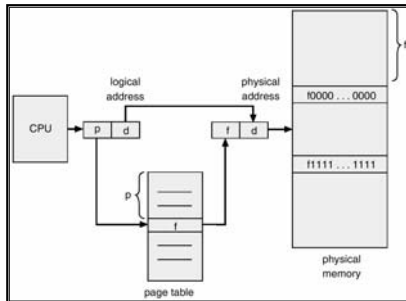 logical
address
physical
address
f
f0000 . . . 0000
CPU
p
d
f
d
f1111 . . . 1111
p
f
physical
memory
page table